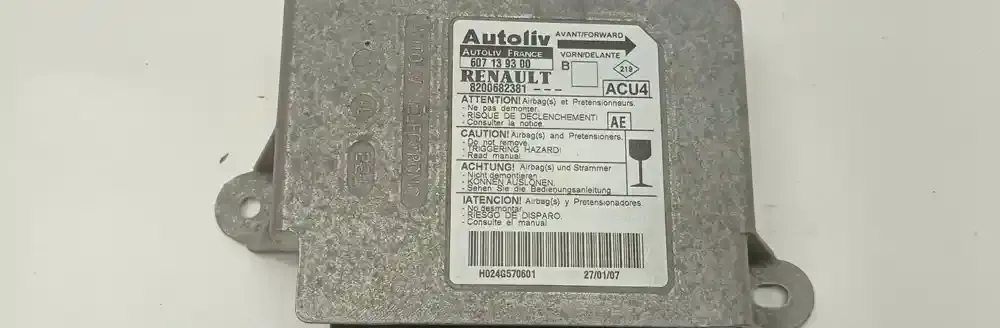 Autoliv
AVANT/FORWARD
AUTOLIV FRANCE
VORN/DELANTE
607 13 93 00
B
219
RENAULT
8200682381 ---
ACU4
ATTENTION! Airbag(s) et Pretensionneurs.
- Ne pas demonter.
- RISQUE DE DECLENCHEMENT!
- Consulter la notice.
AE
CAUTION! Airbag(s) and Pretensioners.
- Do not remove.
- TRIGGERING HAZARD!
- Read manual.
ACHTUNG! Airbag(s) und Strammer
- Nicht demontieren
- KONNEN AUSLONEN.
- Sehen Sie die Bedienungsanleitung
IATENCION! Airbag(s) y Pretensionadores.
- No desmontar.
- RIESGO DE DISPARO.
- Consulte el manual
H024G570601
27/01/07